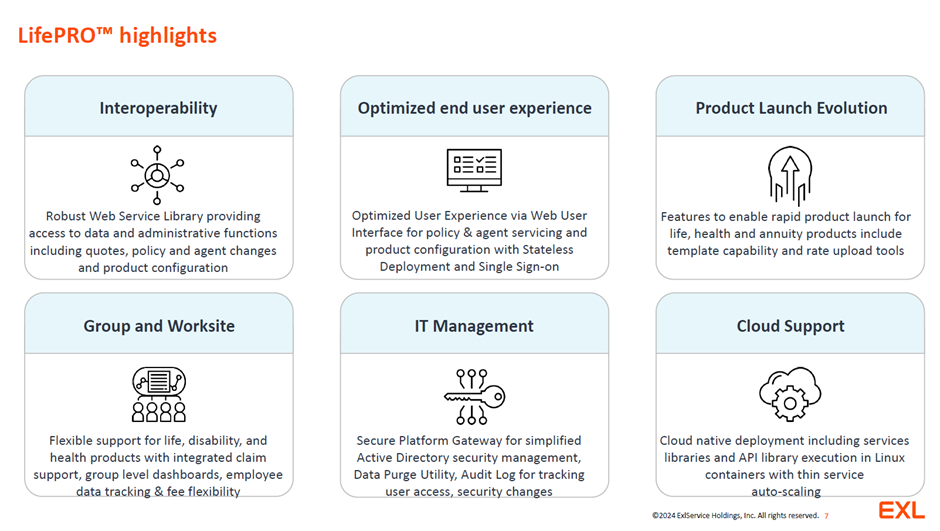 LifePRO™ highlights
Interoperability
Robust Web Service Library providing
access to data and administrative functions
including quotes, policy and agent changes
and product configuration
Optimized end user experience
Optimized User Experience via Web User
Interface for policy & agent servicing and
product configuration with Stateless
Deployment and Single Sign-on
Product Launch Evolution
Features to enable rapid product launch for
life, health and annuity products include
template capability and rate upload tools
Group and Worksite
Flexible support for life, disability, and
health products with integrated claim
support, group level dashboards, employee
data tracking & fee flexibility
IT Management
Secure Platform Gateway for simplified
Active Directory security management,
Data Purge Utility, Audit Log for tracking
user access, security changes
Cloud Support
Cloud native deployment including services
libraries and API library execution in Linux
containers with thin service
auto-scaling
©2024 ExlService Holdings, Inc. All rights reserved. 7
EXL